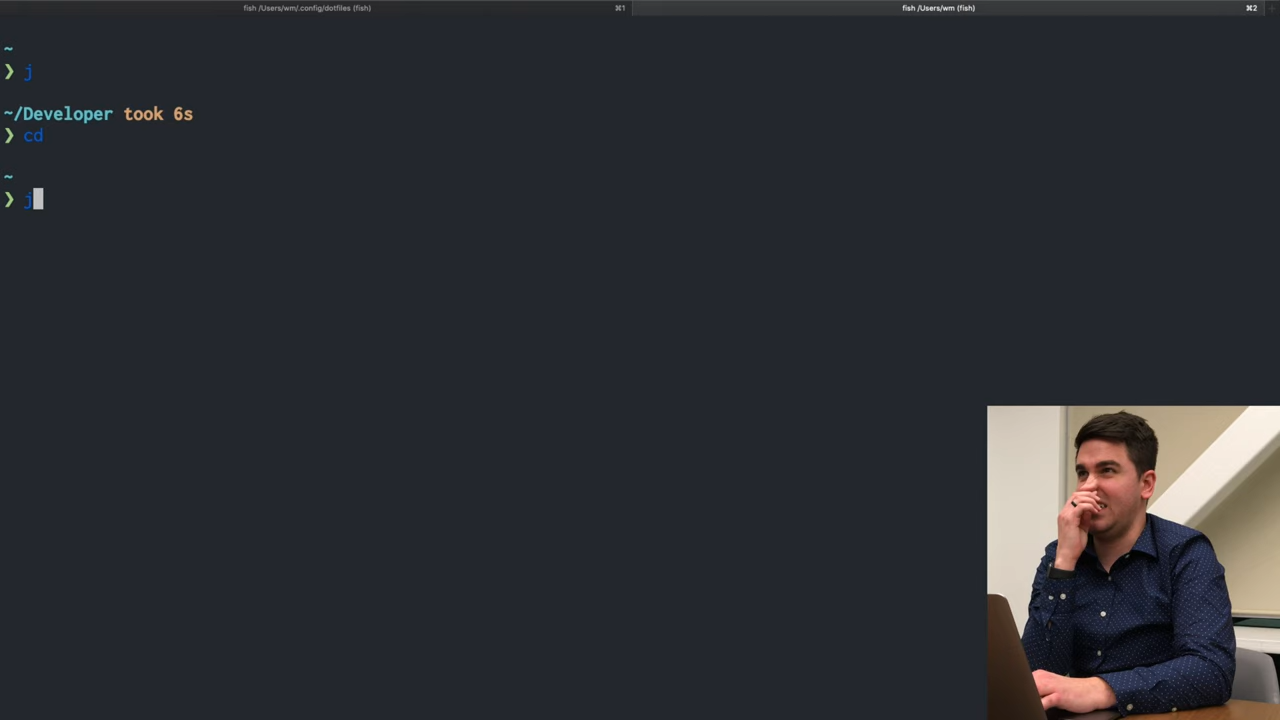 fish /Users/wm/.config/dotfiles (fish) ⌘1 fish /Users/wm (fish) ⌘2
~
❯ j
~/Developer took 6s
❯ cd
~
❯ j